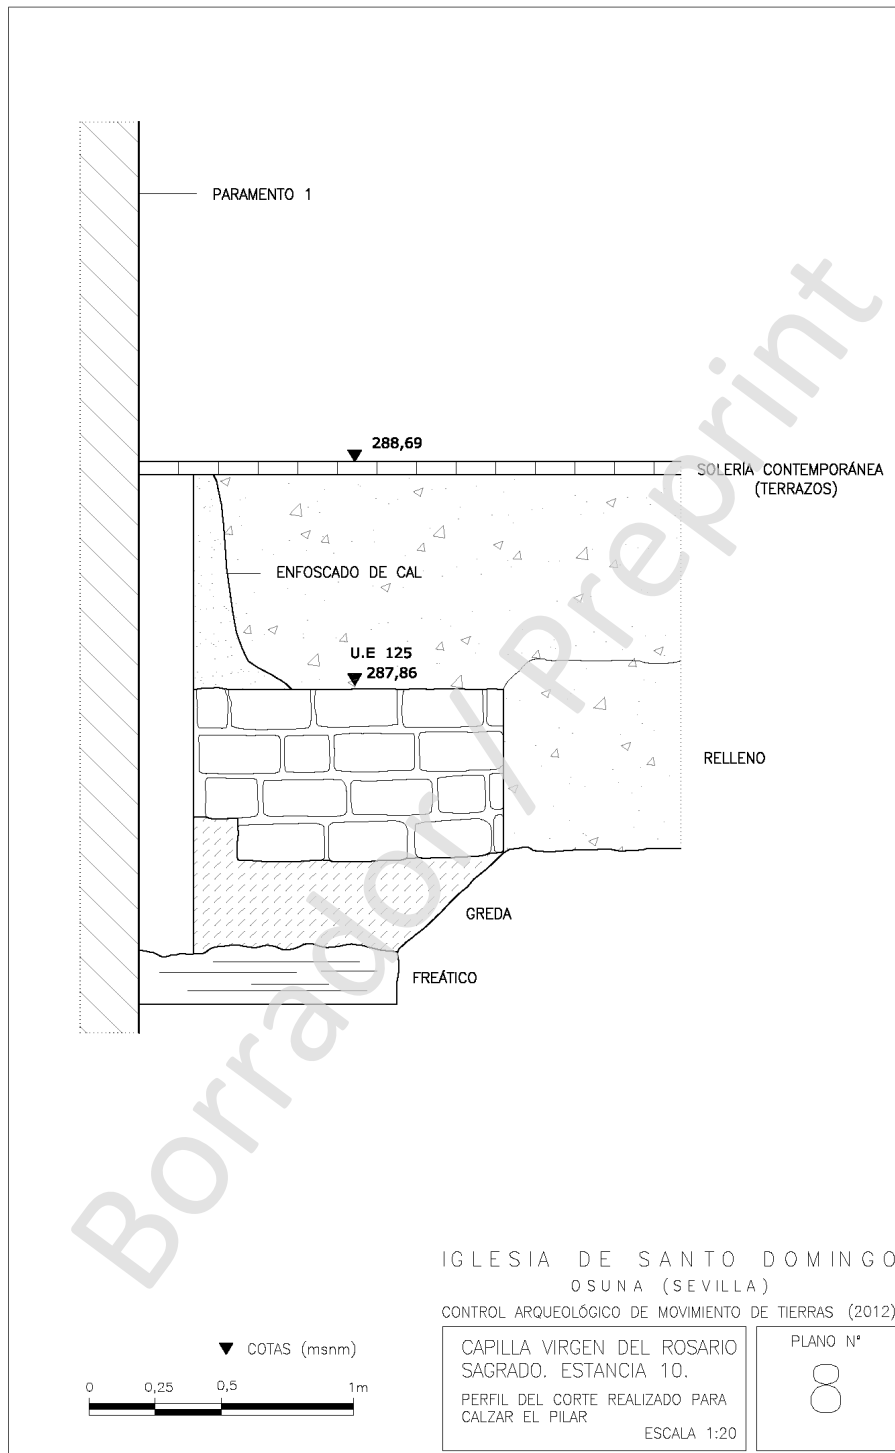 PARAMENTO 1
288,69
SOLERÍA CONTEMPORÁNEA
(TERRAZOS)
ENFOSCADO DE CAL
U.E 125
287,86
RELLENO
GREDA
FREÁTICO
Borrador / Preprint
IGLESIA DE SANTO DOMINGO
OSUNA (SEVILLA)
CONTROL ARQUEOLÓGICO DE MOVIMIENTO DE TIERRAS (2012)
CAPILLA VIRGEN DEL ROSARIO
SAGRADO. ESTANCIA 10.
PERFIL DEL CORTE REALIZADO PARA
CALZAR EL PILAR
ESCALA 1:20
PLANO Nº
8
COTAS (msnm)
0 0,25 0,5 1m